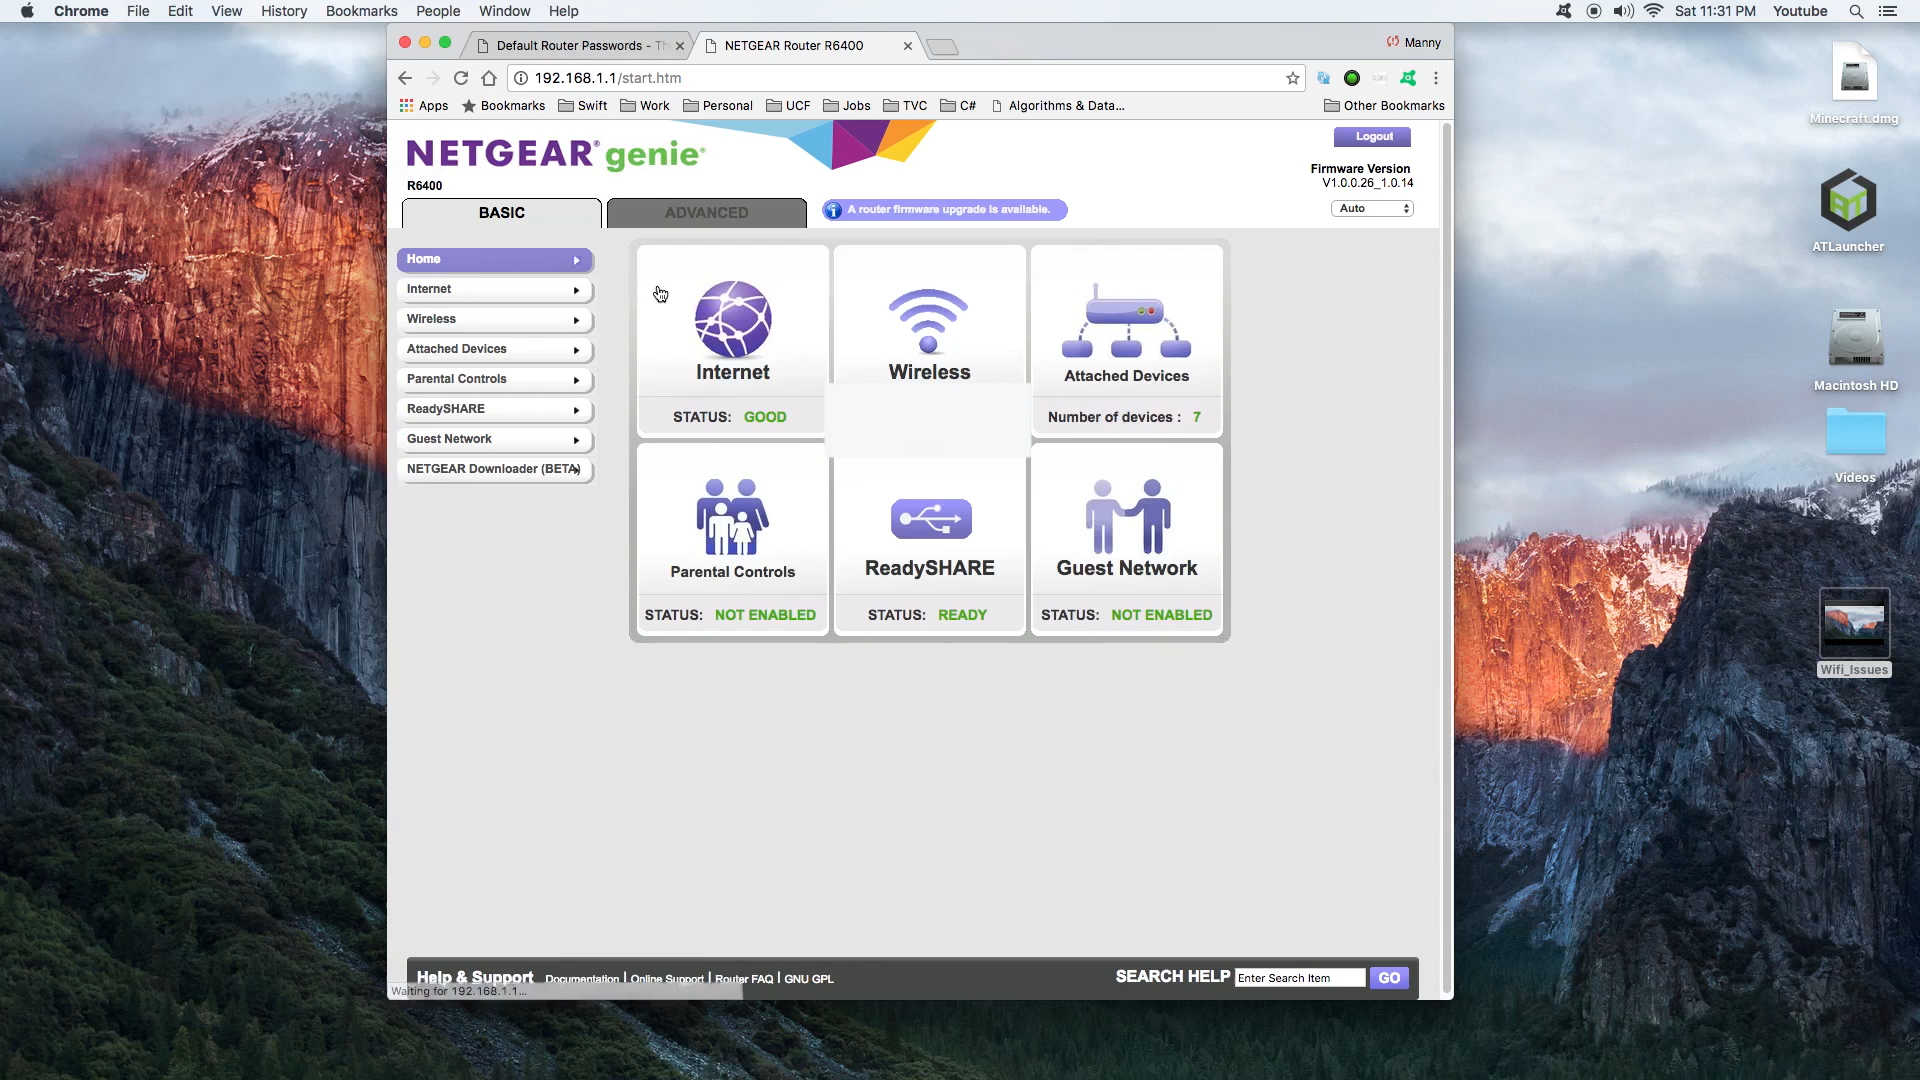 Chrome File Edit View History Bookmarks People Window Help
Sat 11:31 PM Youtube
Default Router Passwords - Th
NETGEAR Router R6400
Manny
192.168.1.1/start.htm
Apps Bookmarks Swift Work Personal UCF Jobs TVC C# Algorithms & Data... Other Bookmarks
NETGEAR® genie®
Logout
R6400
Firmware Version
V1.0.0.26_1.0.14
BASIC
ADVANCED
A router firmware upgrade is available.
Auto
Home
Internet
Wireless
Attached Devices
Parental Controls
ReadySHARE
Guest Network
NETGEAR Downloader (BETA)
Internet
STATUS: GOOD
Wireless
Attached Devices
Number of devices : 7
Parental Controls
STATUS: NOT ENABLED
ReadySHARE
STATUS: READY
Guest Network
STATUS: NOT ENABLED
Help & Support Documentation | Online Support | Router FAQ | GNU GPL
SEARCH HELP Enter Search Item GO
Waiting for 192.168.1.1...
Minecraft.dmg
ATLauncher
Macintosh HD
Videos
Wifi_Issues